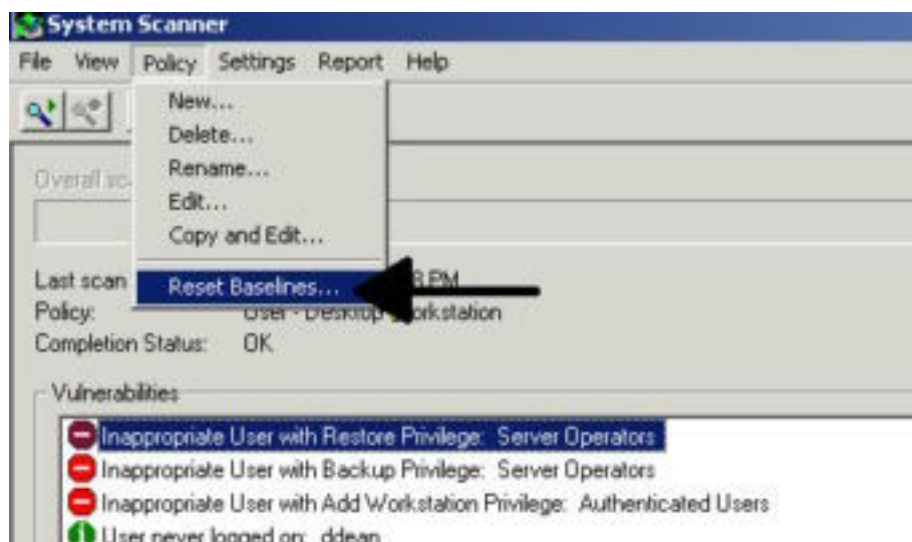 System Scanner
File View Policy Settings Report Help
New...
Delete...
Rename...
Edit...
Copy and Edit...
Reset Baselines...
Overall
Last scan PM
Policy: User - Desktop Workstation
Completion Status: OK
Vulnerabilities
Inappropriate User with Restore Privilege: Server Operators
Inappropriate User with Backup Privilege: Server Operators
Inappropriate User with Add Workstation Privilege: Authenticated Users
User never logged on: ddean